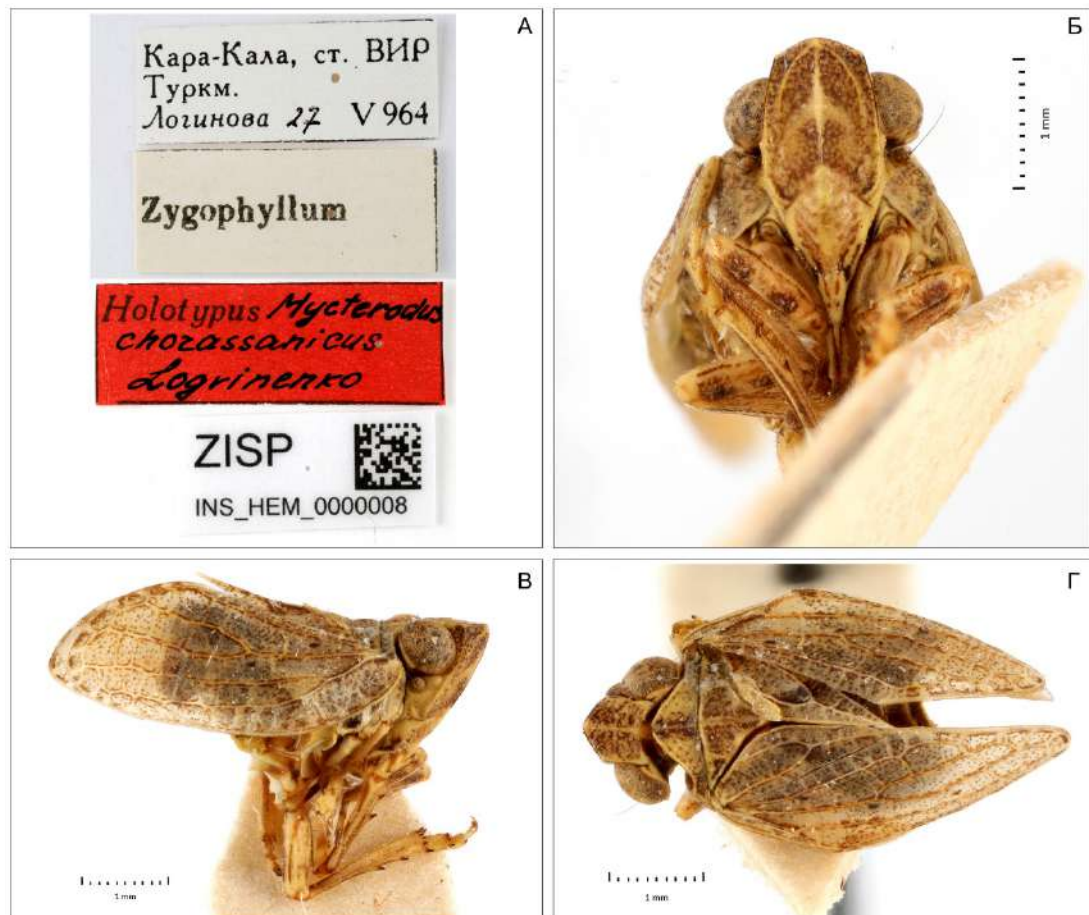 А
Кара-Кала, ст. ВИР
Туркм.
Логинова 27 V 964
Zygophyllum
Holotypus Mycterodus
chorassanicus
Logvinenko
ZISP
INS_HEM_0000008
Б
1 mm
В
1 mm
Г
1 mm